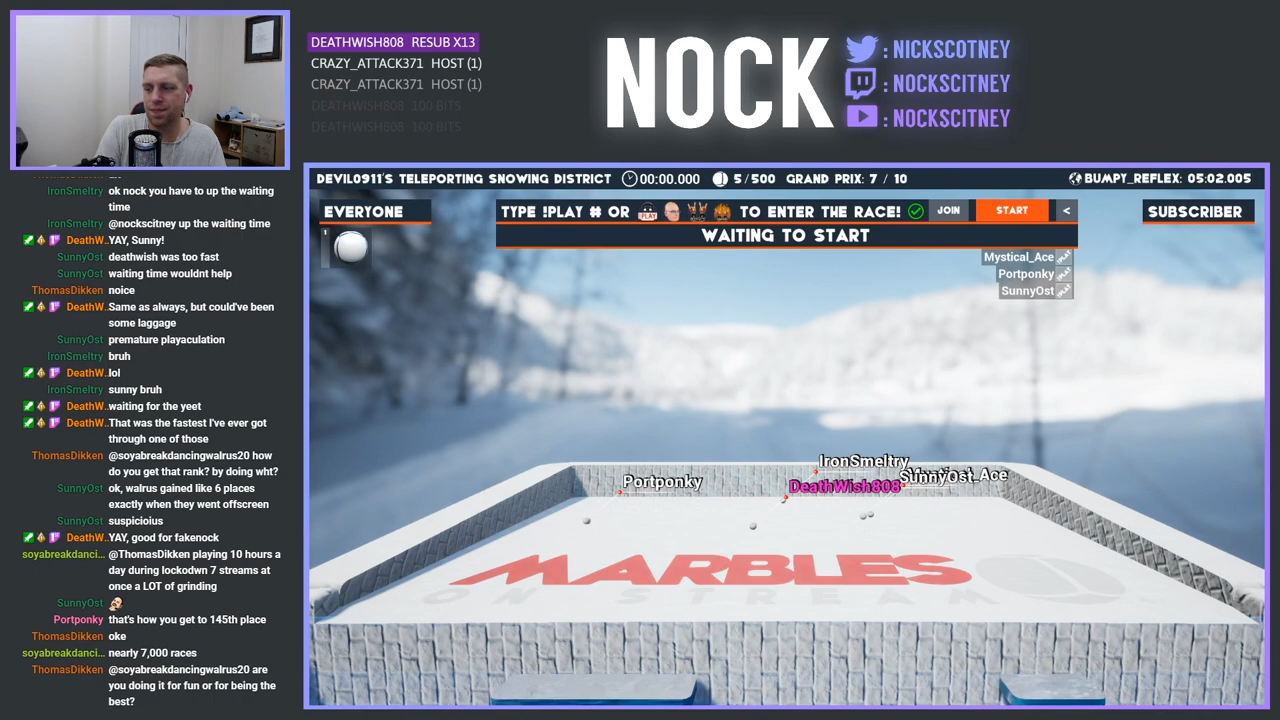 DEATHWISH808 RESUB X13
CRAZY_ATTACK371 HOST (1)
CRAZY_ATTACK371 HOST (1)
DEATHWISH808 100 BITS
DEATHWISH808 100 BITS
NOCK
: NICKSCOTNEY
: NOCKSCITNEY
: NOCKSCITNEY
IronSmeltry ok nock you have to up the waiting
time
IronSmeltry @nockscitney up the waiting time
DeathW.. YAY, Sunny!
SunnyOst deathwish was too fast
SunnyOst waiting time wouldnt help
ThomasDikken noice
DeathW.. Same as always, but could've been
some laggage
SunnyOst premature playaculation
IronSmeltry bruh
DeathW.. lol
IronSmeltry sunny bruh
DeathW.. waiting for the yeet
DeathW.. That was the fastest I've ever got
through one of those
ThomasDikken @soyabreakdancingwalrus20 how
do you get that rank? by doing wht?
SunnyOst ok, walrus gained like 6 places
exactly when they went offscreen
SunnyOst suspicioius
DeathW.. YAY, good for fakenock
soyabreakdanci... @ThomasDikken playing 10 hours a
day during lockodwn 7 streams at
once a LOT of grinding
SunnyOst
Portponky that's how you get to 145th place
ThomasDikken oke
soyabreakdanci... nearly 7,000 races
ThomasDikken @soyabreakdancingwalrus20 are
you doing it for fun or for being the
best?
DEVIL0911'S TELEPORTING SNOWING DISTRICT 00:00.000 5/500 GRAND PRIX: 7 / 10 BUMPY_REFLEX: 05:02.005
EVERYONE
TYPE !PLAY # OR PLAY TO ENTER THE RACE! JOIN START <
SUBSCRIBER
WAITING TO START
1
Mystical_Ace
Portponky
SunnyOst
IronSmeltry
Portponky
SunnyOst
DeathWish808
MARBLES
ON STREAM